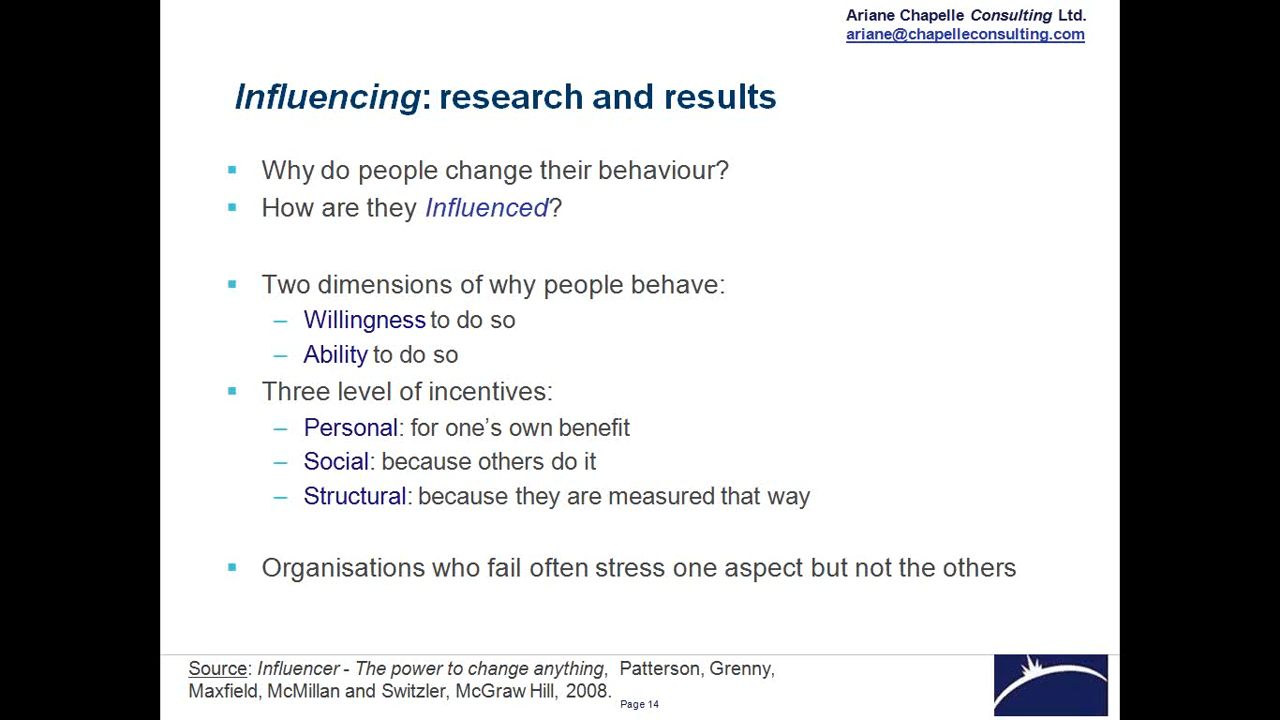 Ariane Chapelle Consulting Ltd.
ariane@chapelleconsulting.com
Influencing: research and results
▪ Why do people change their behaviour?
▪ How are they Influenced?
▪ Two dimensions of why people behave:
– Willingness to do so
– Ability to do so
▪ Three level of incentives:
– Personal: for one’s own benefit
– Social: because others do it
– Structural: because they are measured that way
▪ Organisations who fail often stress one aspect but not the others
Source: Influencer - The power to change anything, Patterson, Grenny,
Maxfield, McMillan and Switzler, McGraw Hill, 2008.
Page 14